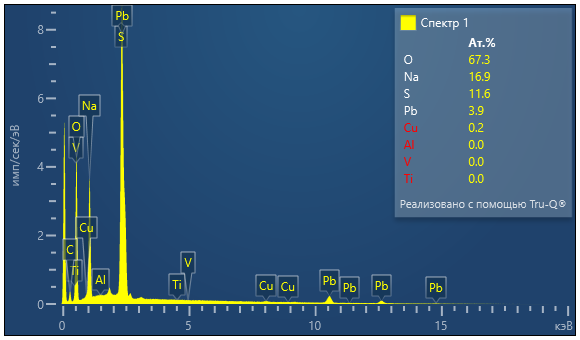 Pb
S
Na
O
V
Cu
C
Ti
Al
Ti
V
Cu
Cu
Pb
Pb
Pb
Pb
8
6
4
2
0
имп/сек/эВ
0 5 10 15 кэВ
Спектр 1
Ат.%
O 67.3
Na 16.9
S 11.6
Pb 3.9
Cu 0.2
Al 0.0
V 0.0
Ti 0.0
Реализовано с помощью Tru-Q®